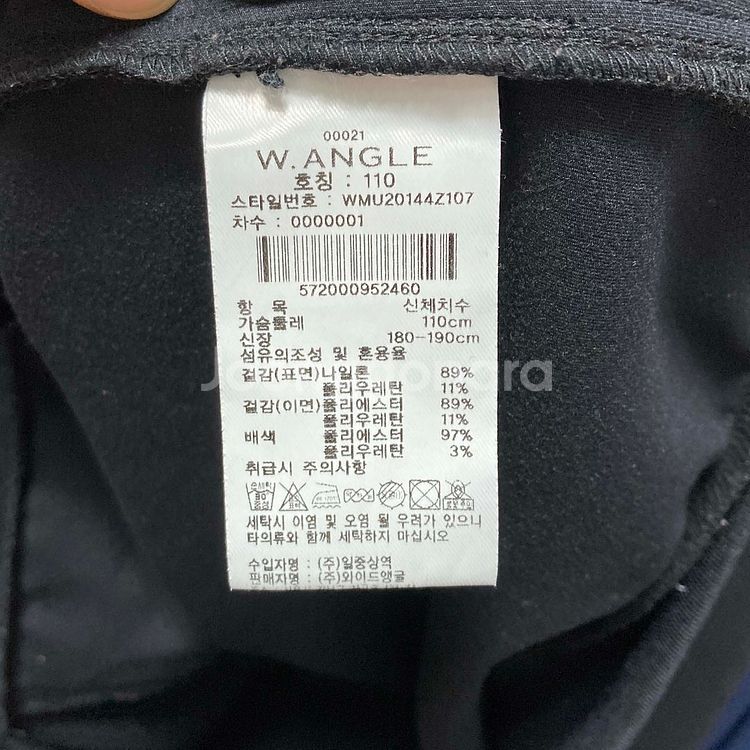 00021
W.ANGLE
호칭 : 110
스타일번호 : WMU20144Z107
차수 : 0000001
572000952460
항 목 신체치수
가슴둘레 110cm
신장 180-190cm
섬유의조성 및 혼용율
겉감(표면)나일론 89%
폴리우레탄 11%
겉감(이면)폴리에스터 89%
폴리우레탄 11%
배색 폴리에스터 97%
폴리우레탄 3%
취급시 주의사항
세탁시 이염 및 오염 될 우려가 있으니
타의류와 함께 세탁하지 마십시오
수입자명 : (주)일중상역
판매자명 : (주)와이드앵글